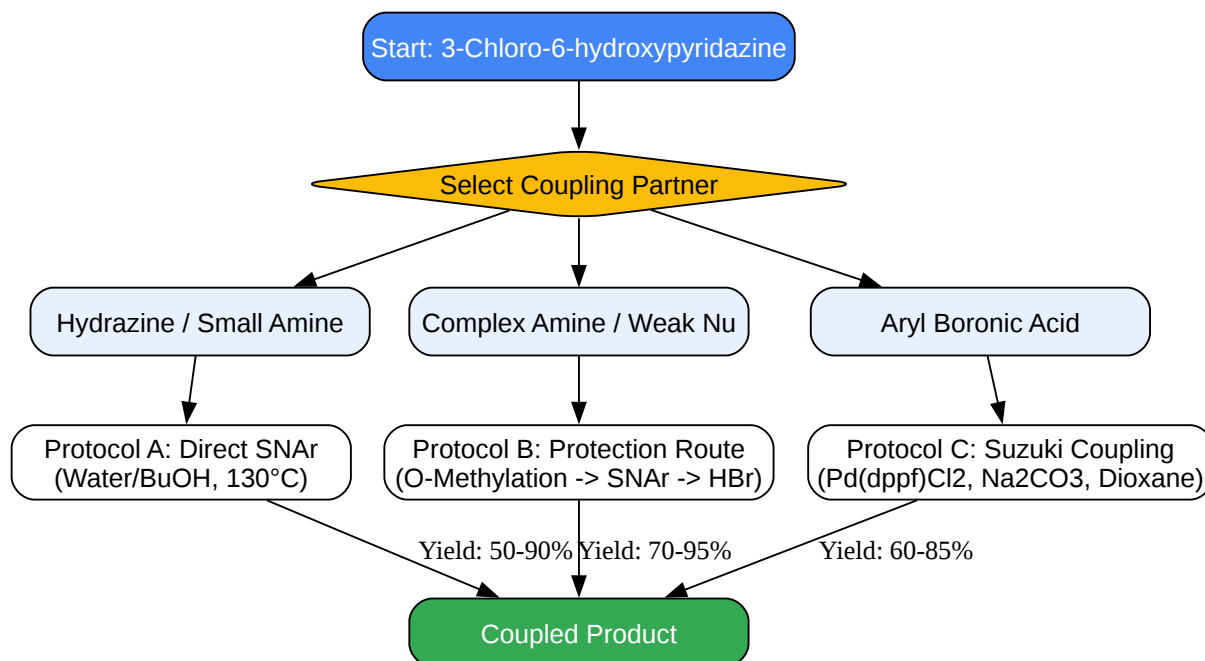 Start: 3-Chloro-6-hydroxypyridazine
Select Coupling Partner
Hydrazine / Small Amine
Complex Amine / Weak Nu
Aryl Boronic Acid
Protocol A: Direct SNAr
(Water/BuOH, 130°C)
Protocol B: Protection Route
(O-Methylation -> SNAr -> HBr)
Protocol C: Suzuki Coupling
(Pd(dppf)Cl2, Na2CO3, Dioxane)
Yield: 50-90%
Yield: 70-95%
Yield: 60-85%
Coupled Product